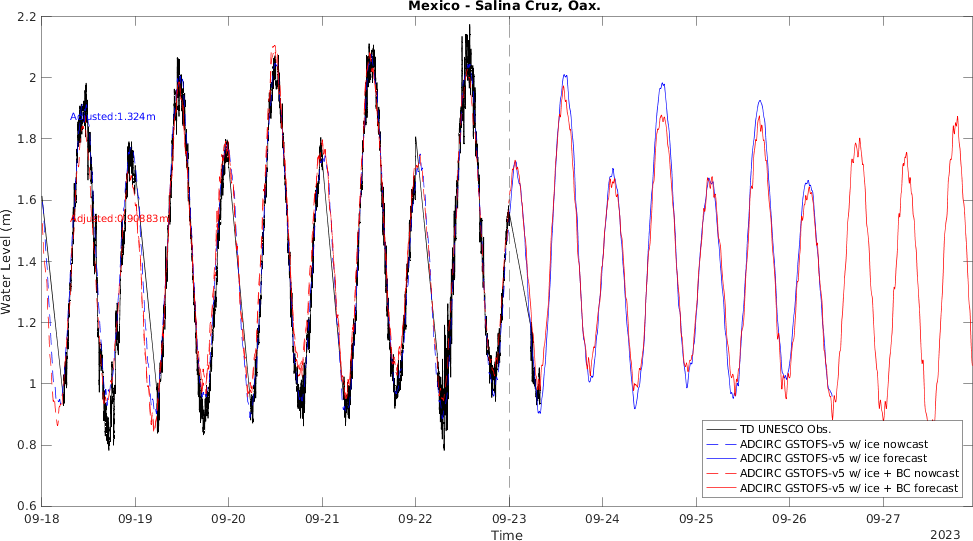 Mexico - Salina Cruz, Oax.
2.2
2
1.8
1.6
1.4
1.2
1
0.8
0.6
Water Level (m)
Adjusted:1.324m
Adjusted:0.90883m
TD UNESCO Obs.
ADCIRC GSTOFS-v5 w/ ice nowcast
ADCIRC GSTOFS-v5 w/ ice forecast
ADCIRC GSTOFS-v5 w/ ice + BC nowcast
ADCIRC GSTOFS-v5 w/ ice + BC forecast
09-18 09-19 09-20 09-21 09-22 09-23 09-24 09-25 09-26 09-27
Time
2023